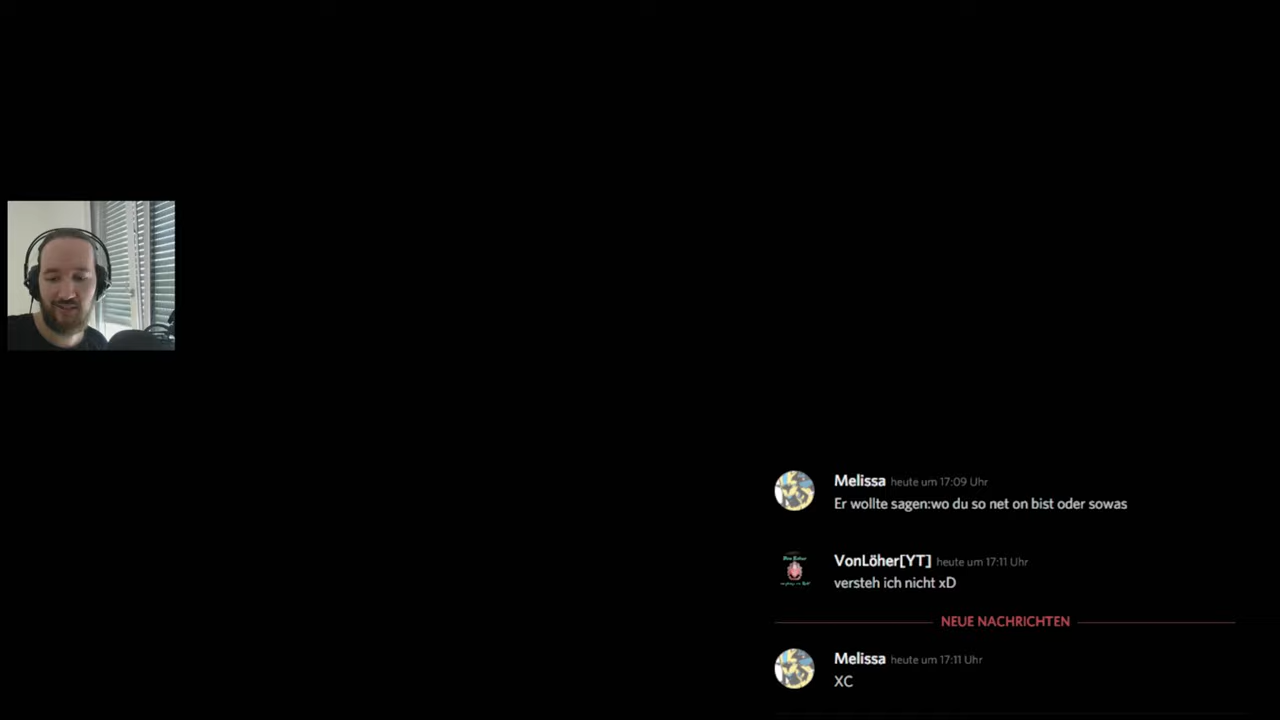 Melissa heute um 17:09 Uhr
Er wollte sagen:wo du so net on bist oder sowas
VonLöher[YT] heute um 17:11 Uhr
versteh ich nicht xD
NEUE NACHRICHTEN
Melissa heute um 17:11 Uhr
XC